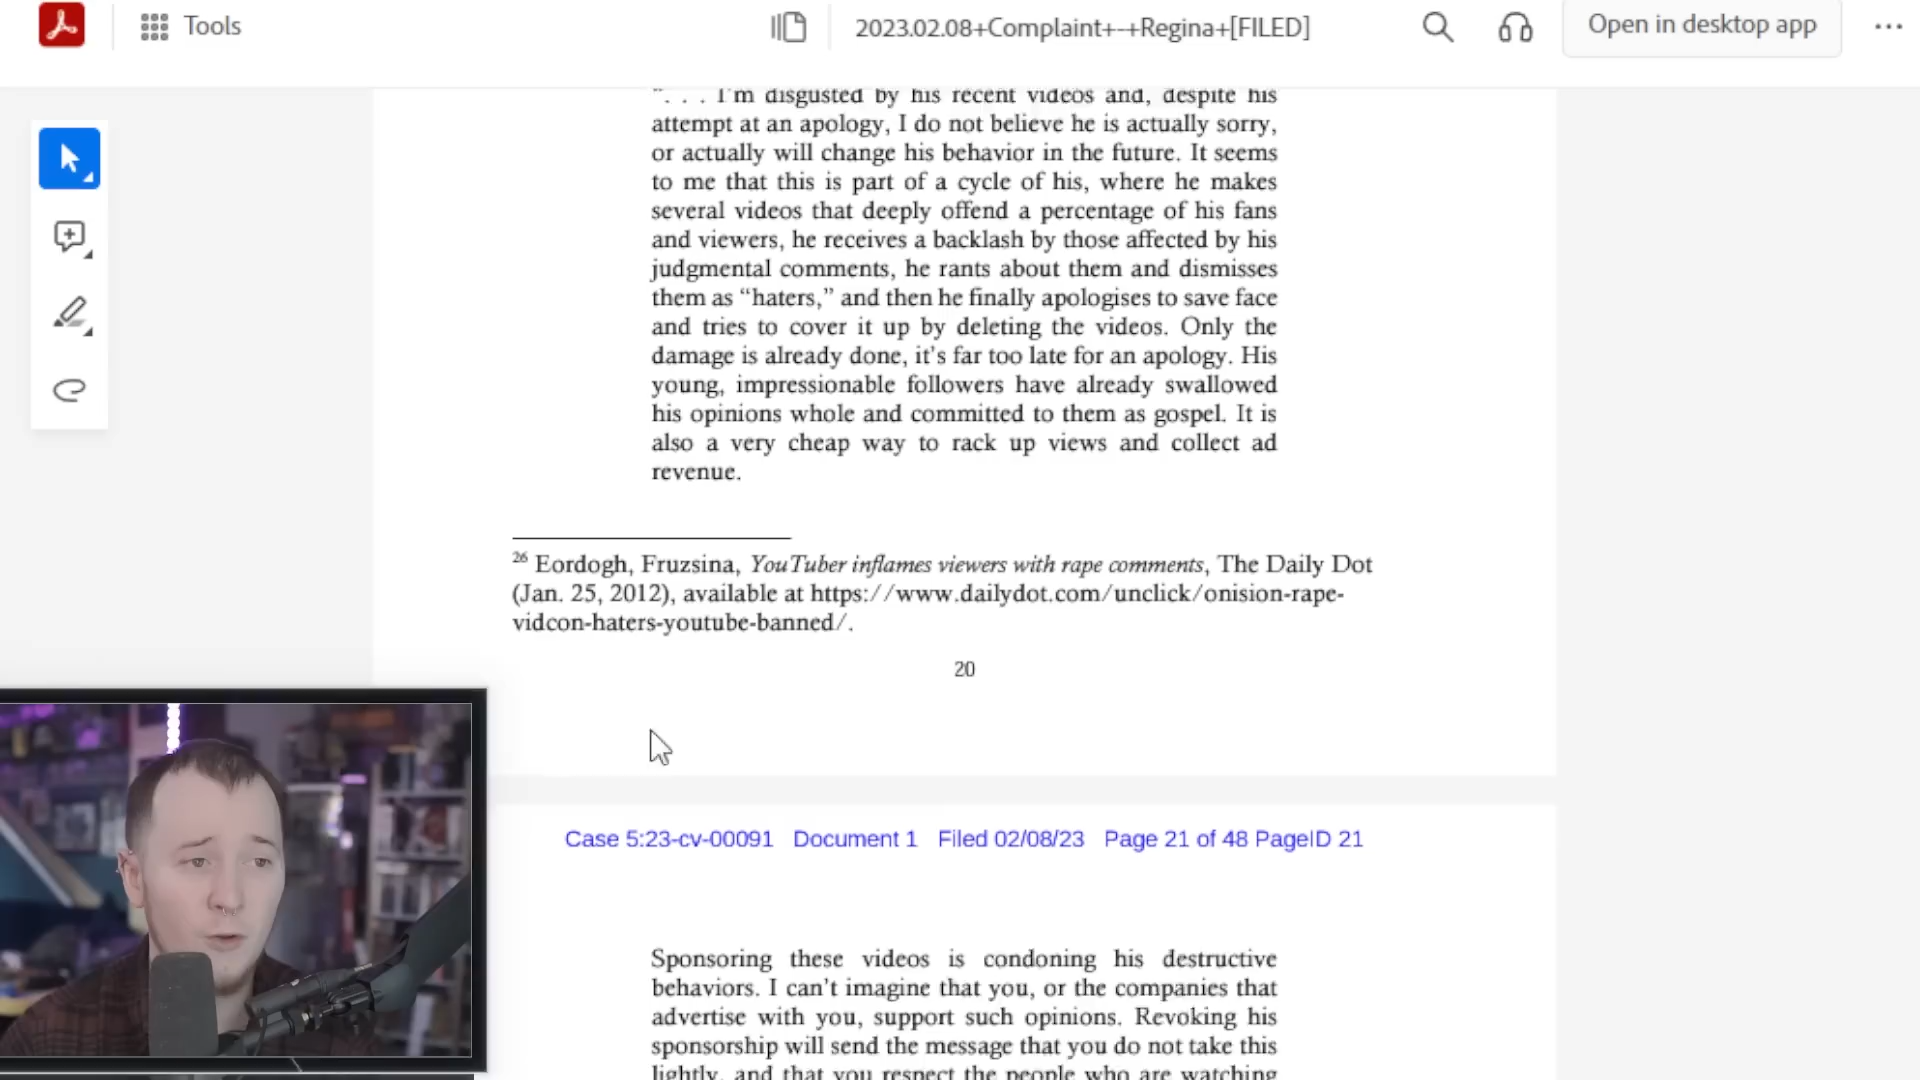 Tools
2023.02.08+Complaint+-+Regina+[FILED]
Open in desktop app
“. . . I'm disgusted by his recent videos and, despite his
attempt at an apology, I do not believe he is actually sorry,
or actually will change his behavior in the future. It seems
to me that this is part of a cycle of his, where he makes
several videos that deeply offend a percentage of his fans
and viewers, he receives a backlash by those affected by his
judgmental comments, he rants about them and dismisses
them as “haters,” and then he finally apologises to save face
and tries to cover it up by deleting the videos. Only the
damage is already done, it's far too late for an apology. His
young, impressionable followers have already swallowed
his opinions whole and committed to them as gospel. It is
also a very cheap way to rack up views and collect ad
revenue.
26 Eordogh, Fruzsina, YouTuber inflames viewers with rape comments, The Daily Dot
(Jan. 25, 2012), available at https://www.dailydot.com/unclick/onision-rape-
vidcon-haters-youtube-banned/.
20
Case 5:23-cv-00091 Document 1 Filed 02/08/23 Page 21 of 48 PageID 21
Sponsoring these videos is condoning his destructive
behaviors. I can't imagine that you, or the companies that
advertise with you, support such opinions. Revoking his
sponsorship will send the message that you do not take this
lightly, and that you respect the people who are watching